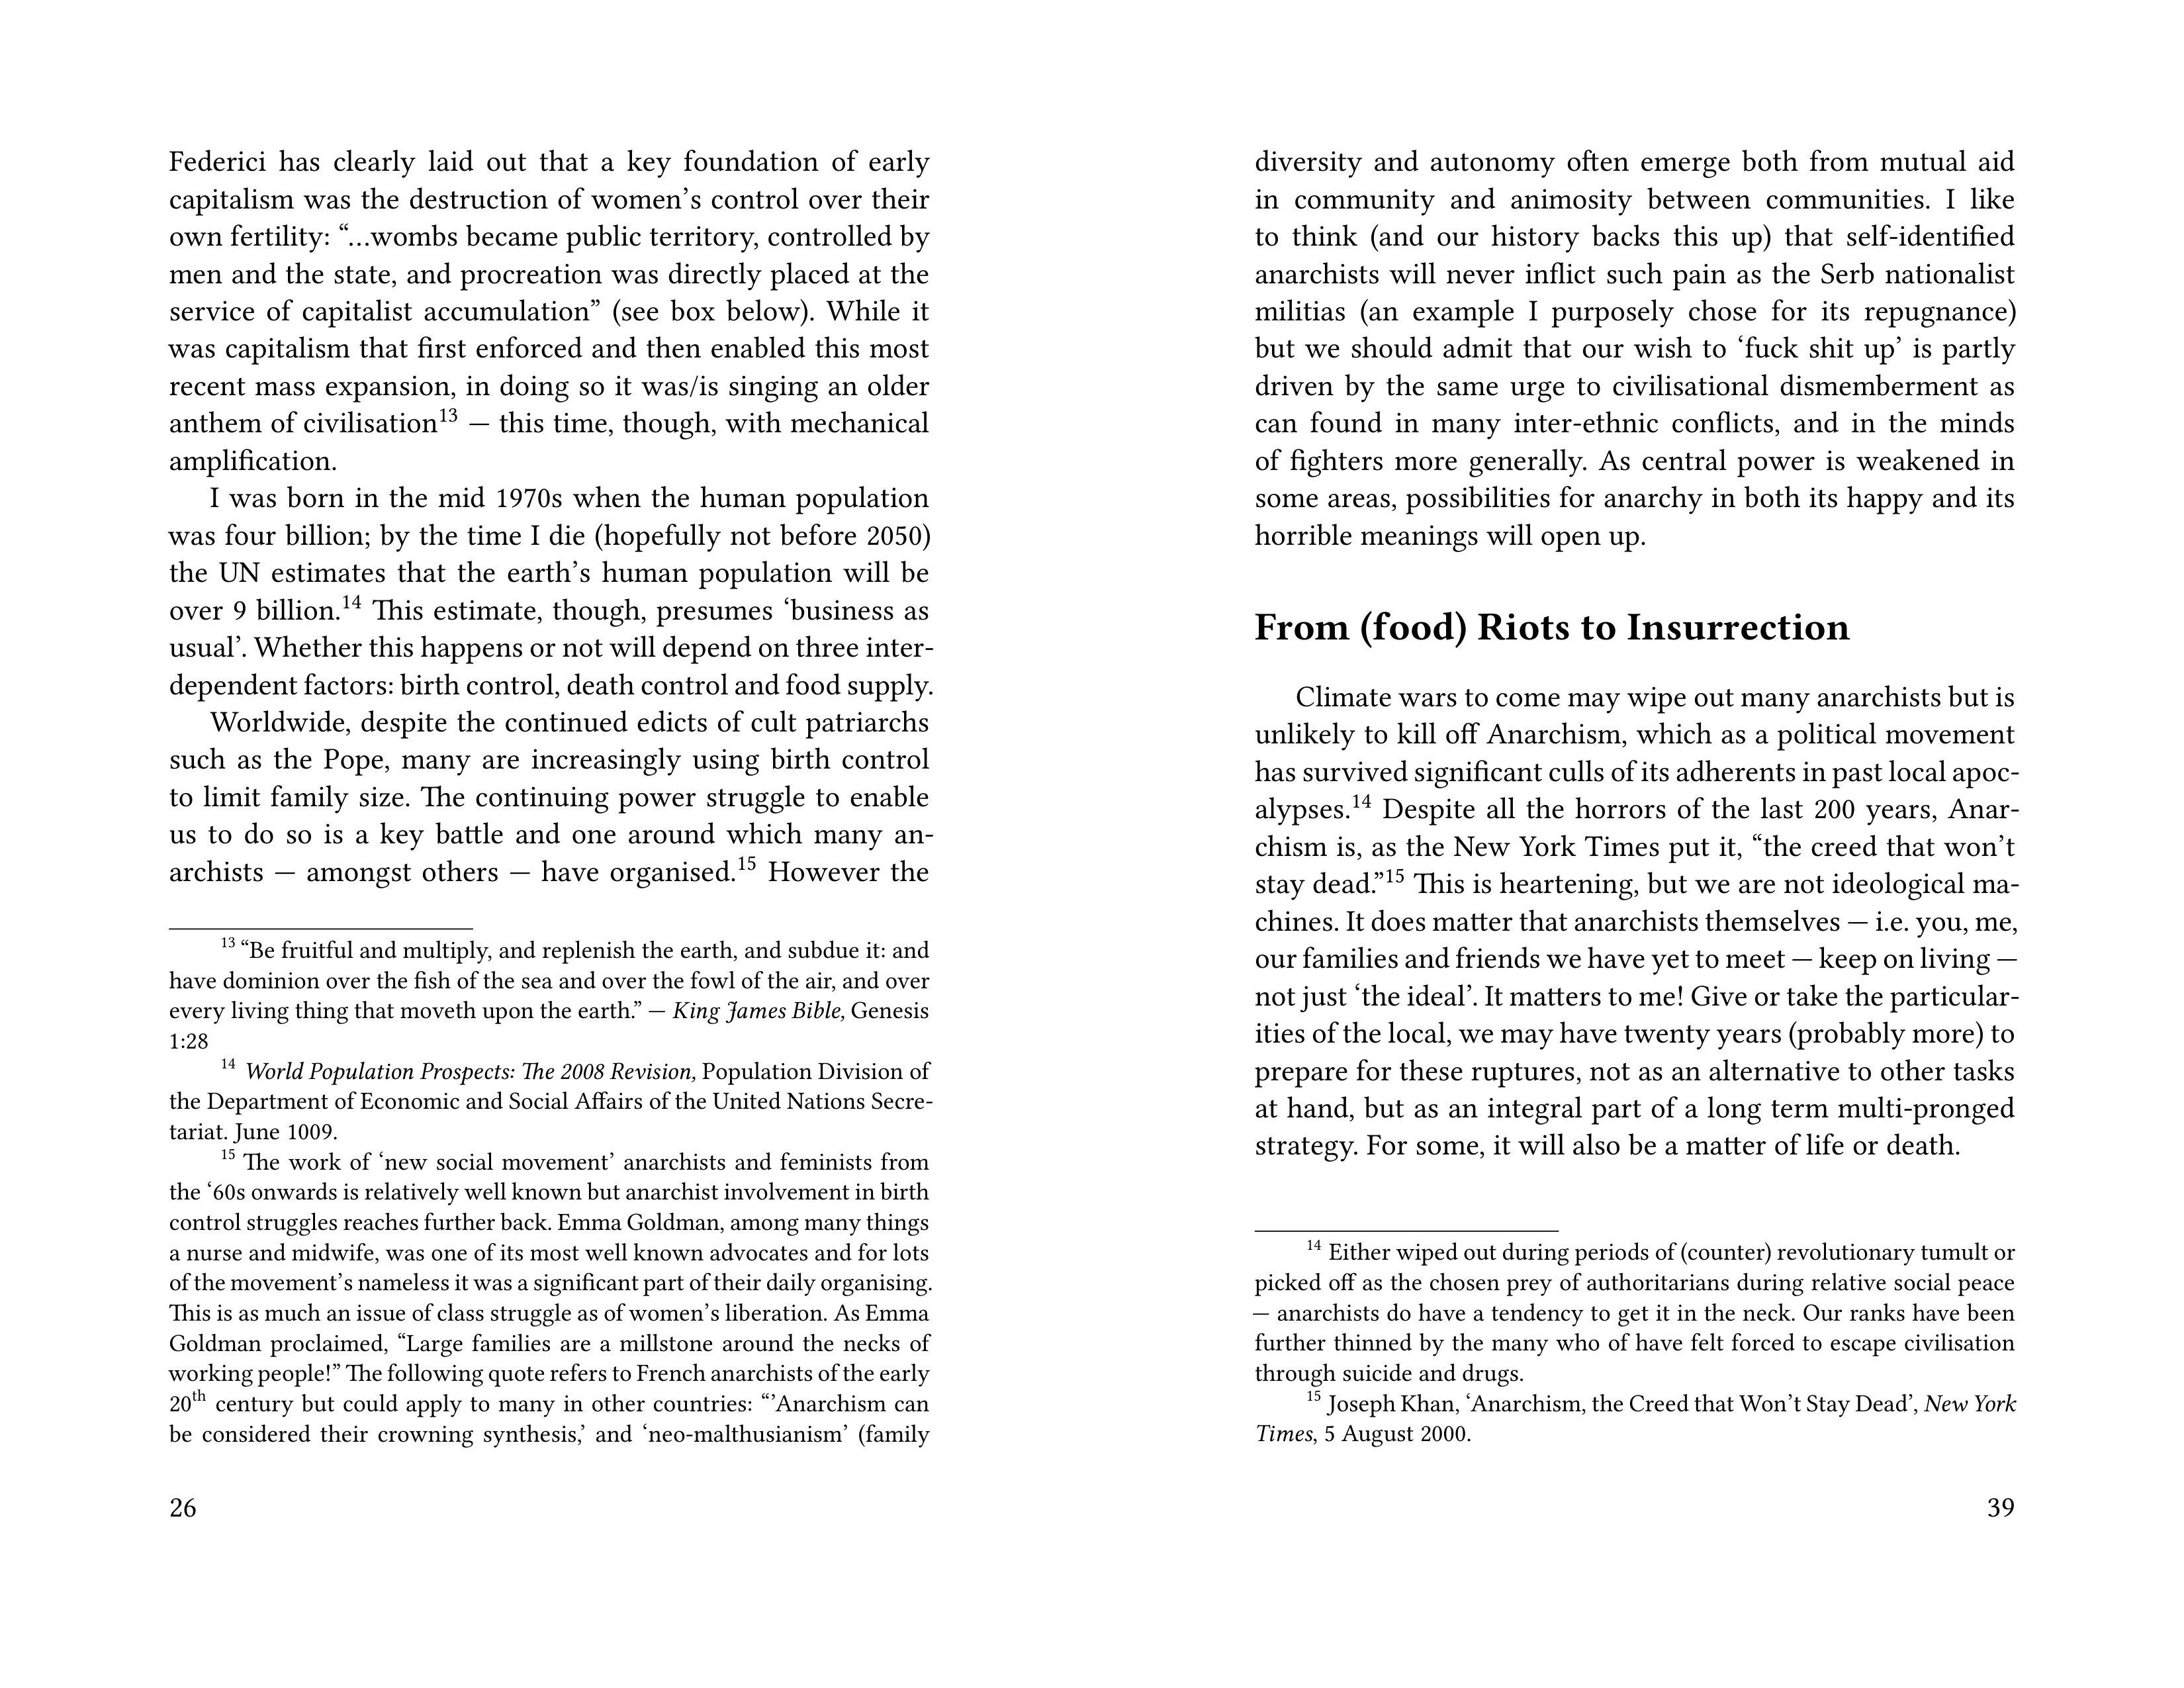 Federici has clearly laid out that a key foundation of early
capitalism was the destruction of women’s control over their
own fertility: “…wombs became public territory, controlled by
men and the state, and procreation was directly placed at the
service of capitalist accumulation” (see box below). While it
was capitalism that first enforced and then enabled this most
recent mass expansion, in doing so it was/is singing an older
anthem of civilisation13 — this time, though, with mechanical
amplification.
I was born in the mid 1970s when the human population
was four billion; by the time I die (hopefully not before 2050)
the UN estimates that the earth’s human population will be
over 9 billion.14 This estimate, though, presumes ‘business as
usual’. Whether this happens or not will depend on three inter-
dependent factors: birth control, death control and food supply.
Worldwide, despite the continued edicts of cult patriarchs
such as the Pope, many are increasingly using birth control
to limit family size. The continuing power struggle to enable
us to do so is a key battle and one around which many an-
archists — amongst others — have organised.15 However the
13 “Be fruitful and multiply, and replenish the earth, and subdue it: and
have dominion over the fish of the sea and over the fowl of the air, and over
every living thing that moveth upon the earth.” — King James Bible, Genesis
1:28
14 World Population Prospects: The 2008 Revision, Population Division of
the Department of Economic and Social Affairs of the United Nations Secre-
tariat. June 1009.
15 The work of ‘new social movement’ anarchists and feminists from
the ‘60s onwards is relatively well known but anarchist involvement in birth
control struggles reaches further back. Emma Goldman, among many things
a nurse and midwife, was one of its most well known advocates and for lots
of the movement’s nameless it was a significant part of their daily organising.
This is as much an issue of class struggle as of women’s liberation. As Emma
Goldman proclaimed, “Large families are a millstone around the necks of
working people!” The following quote refers to French anarchists of the early
20th century but could apply to many in other countries: “’Anarchism can
be considered their crowning synthesis,’ and ‘neo-malthusianism’ (family
26
diversity and autonomy often emerge both from mutual aid
in community and animosity between communities. I like
to think (and our history backs this up) that self-identified
anarchists will never inflict such pain as the Serb nationalist
militias (an example I purposely chose for its repugnance)
but we should admit that our wish to ‘fuck shit up’ is partly
driven by the same urge to civilisational dismemberment as
can found in many inter-ethnic conflicts, and in the minds
of fighters more generally. As central power is weakened in
some areas, possibilities for anarchy in both its happy and its
horrible meanings will open up.
From (food) Riots to Insurrection
Climate wars to come may wipe out many anarchists but is
unlikely to kill off Anarchism, which as a political movement
has survived significant culls of its adherents in past local apoc-
alypses.14 Despite all the horrors of the last 200 years, Anar-
chism is, as the New York Times put it, “the creed that won’t
stay dead.”15 This is heartening, but we are not ideological ma-
chines. It does matter that anarchists themselves — i.e. you, me,
our families and friends we have yet to meet — keep on living —
not just ‘the ideal’. It matters to me! Give or take the particular-
ities of the local, we may have twenty years (probably more) to
prepare for these ruptures, not as an alternative to other tasks
at hand, but as an integral part of a long term multi-pronged
strategy. For some, it will also be a matter of life or death.
14 Either wiped out during periods of (counter) revolutionary tumult or
picked off as the chosen prey of authoritarians during relative social peace
— anarchists do have a tendency to get it in the neck. Our ranks have been
further thinned by the many who of have felt forced to escape civilisation
through suicide and drugs.
15 Joseph Khan, ‘Anarchism, the Creed that Won’t Stay Dead’, New York
Times, 5 August 2000.
39